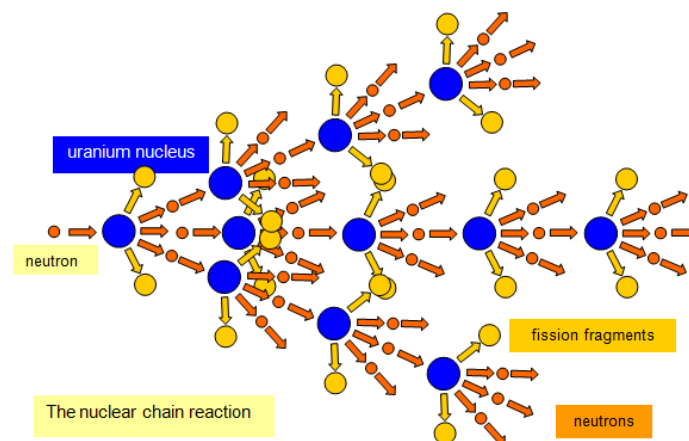 uranium nucleus
neutron
fission fragments
The nuclear chain reaction
neutrons